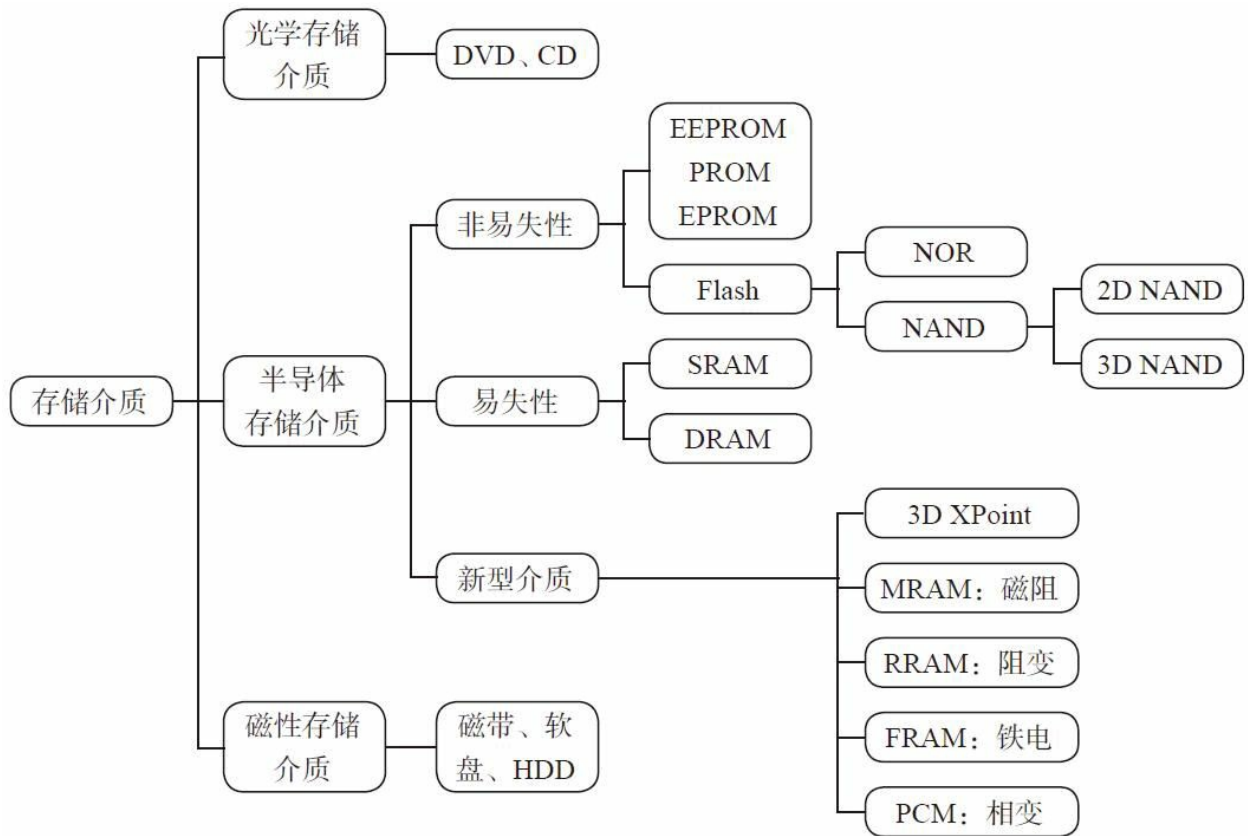 存储介质
光学存储
介质
DVD、CD
半导体
存储介质
非易失性
EEPROM
PROM
EPROM
Flash
NOR
NAND
2D NAND
3D NAND
易失性
SRAM
DRAM
新型介质
3D XPoint
MRAM：磁阻
RRAM：阻变
FRAM：铁电
PCM：相变
磁性存储
介质
磁带、软
盘、HDD